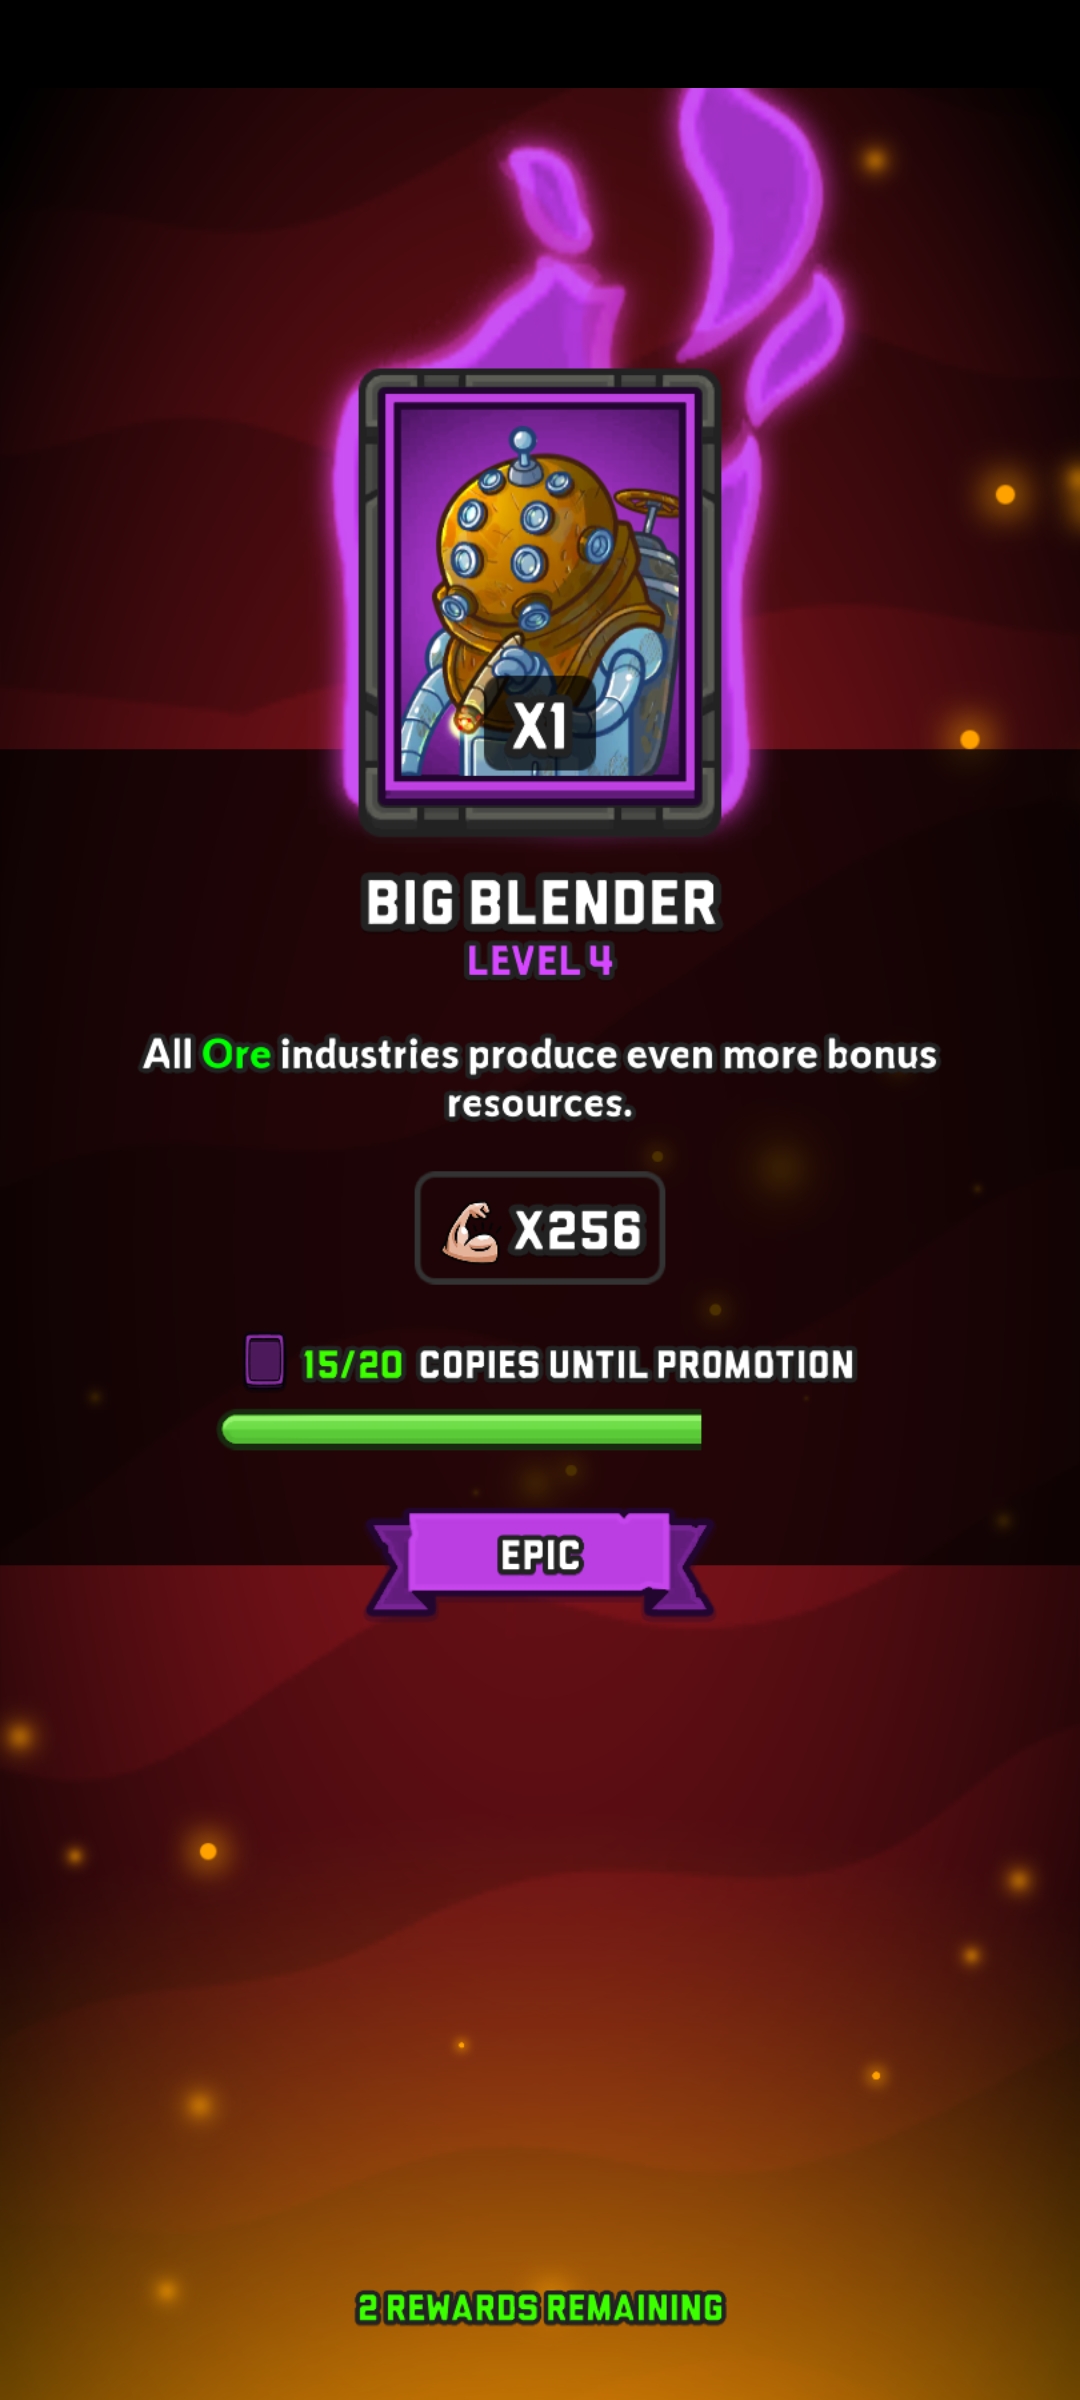 X1
BIG BLENDER
LEVEL 4
All Ore industries produce even more bonus
resources.
X256
15/20 COPIES UNTIL PROMOTION
EPIC
2 REWARDS REMAINING